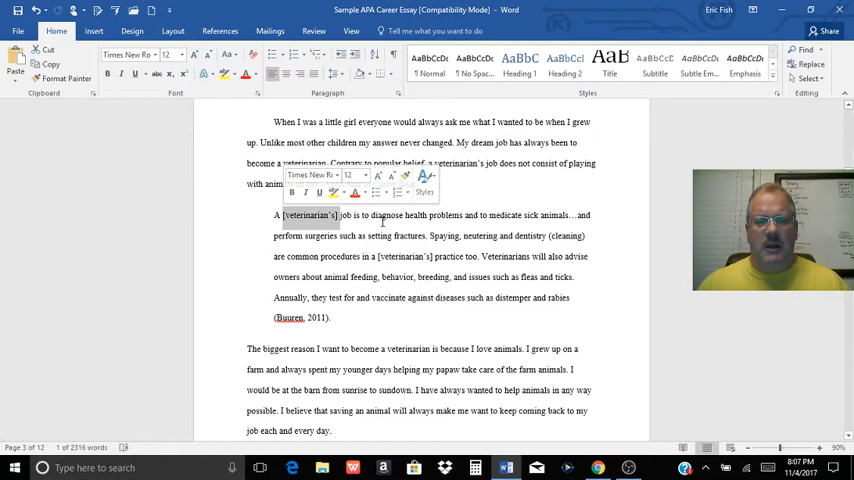 Sample APA Career Essay [Compatibility Mode] - Word
Eric Fish
File Home Insert Design Layout References Mailings Review View Tell me what you want to do
Share
Paste
Cut
Copy
Format Painter
Times New Ro 12
Aa
B I U abc x₂ x²
AaBbCcDc AaBbCcDc AaBbCc AaBbCc AaB AaBbCcC AaBbCcDc AaBbCcDc
¶ Normal ¶ No Spac... Heading 1 Heading 2 Title Subtitle Subtle Em... Emphasis
Find
Replace
Select
Clipboard Font Paragraph Styles Editing
When I was a little girl everyone would always ask me what I wanted to be when I grew
up. Unlike most other children my answer never changed. My dream job has always been to
become a veterinarian. Contrary to popular belief, a veterinarian's job does not consist of playing
with
Times New Ro 12
B I U
Styles
A [veterinarian's] job is to diagnose health problems and to medicate sick animals…and
perform surgeries such as setting fractures. Spaying, neutering and dentistry (cleaning)
are common procedures in a [veterinarian's] practice too. Veterinarians will also advise
owners about animal feeding, behavior, breeding, and issues such as fleas and ticks.
Annually, they test for and vaccinate against diseases such as distemper and rabies
(Buuren, 2011).
The biggest reason I want to become a veterinarian is because I love animals. I grew up on a
farm and always spent my younger days helping my papaw take care of the farm animals. I
would be at the barn from sunrise to sundown. I have always wanted to help animals in any way
possible. I believe that saving an animal will always make me want to keep coming back to my
job each and every day.
Page 3 of 12 1 of 2316 words
90%
Type here to search
8:07 PM
11/4/2017